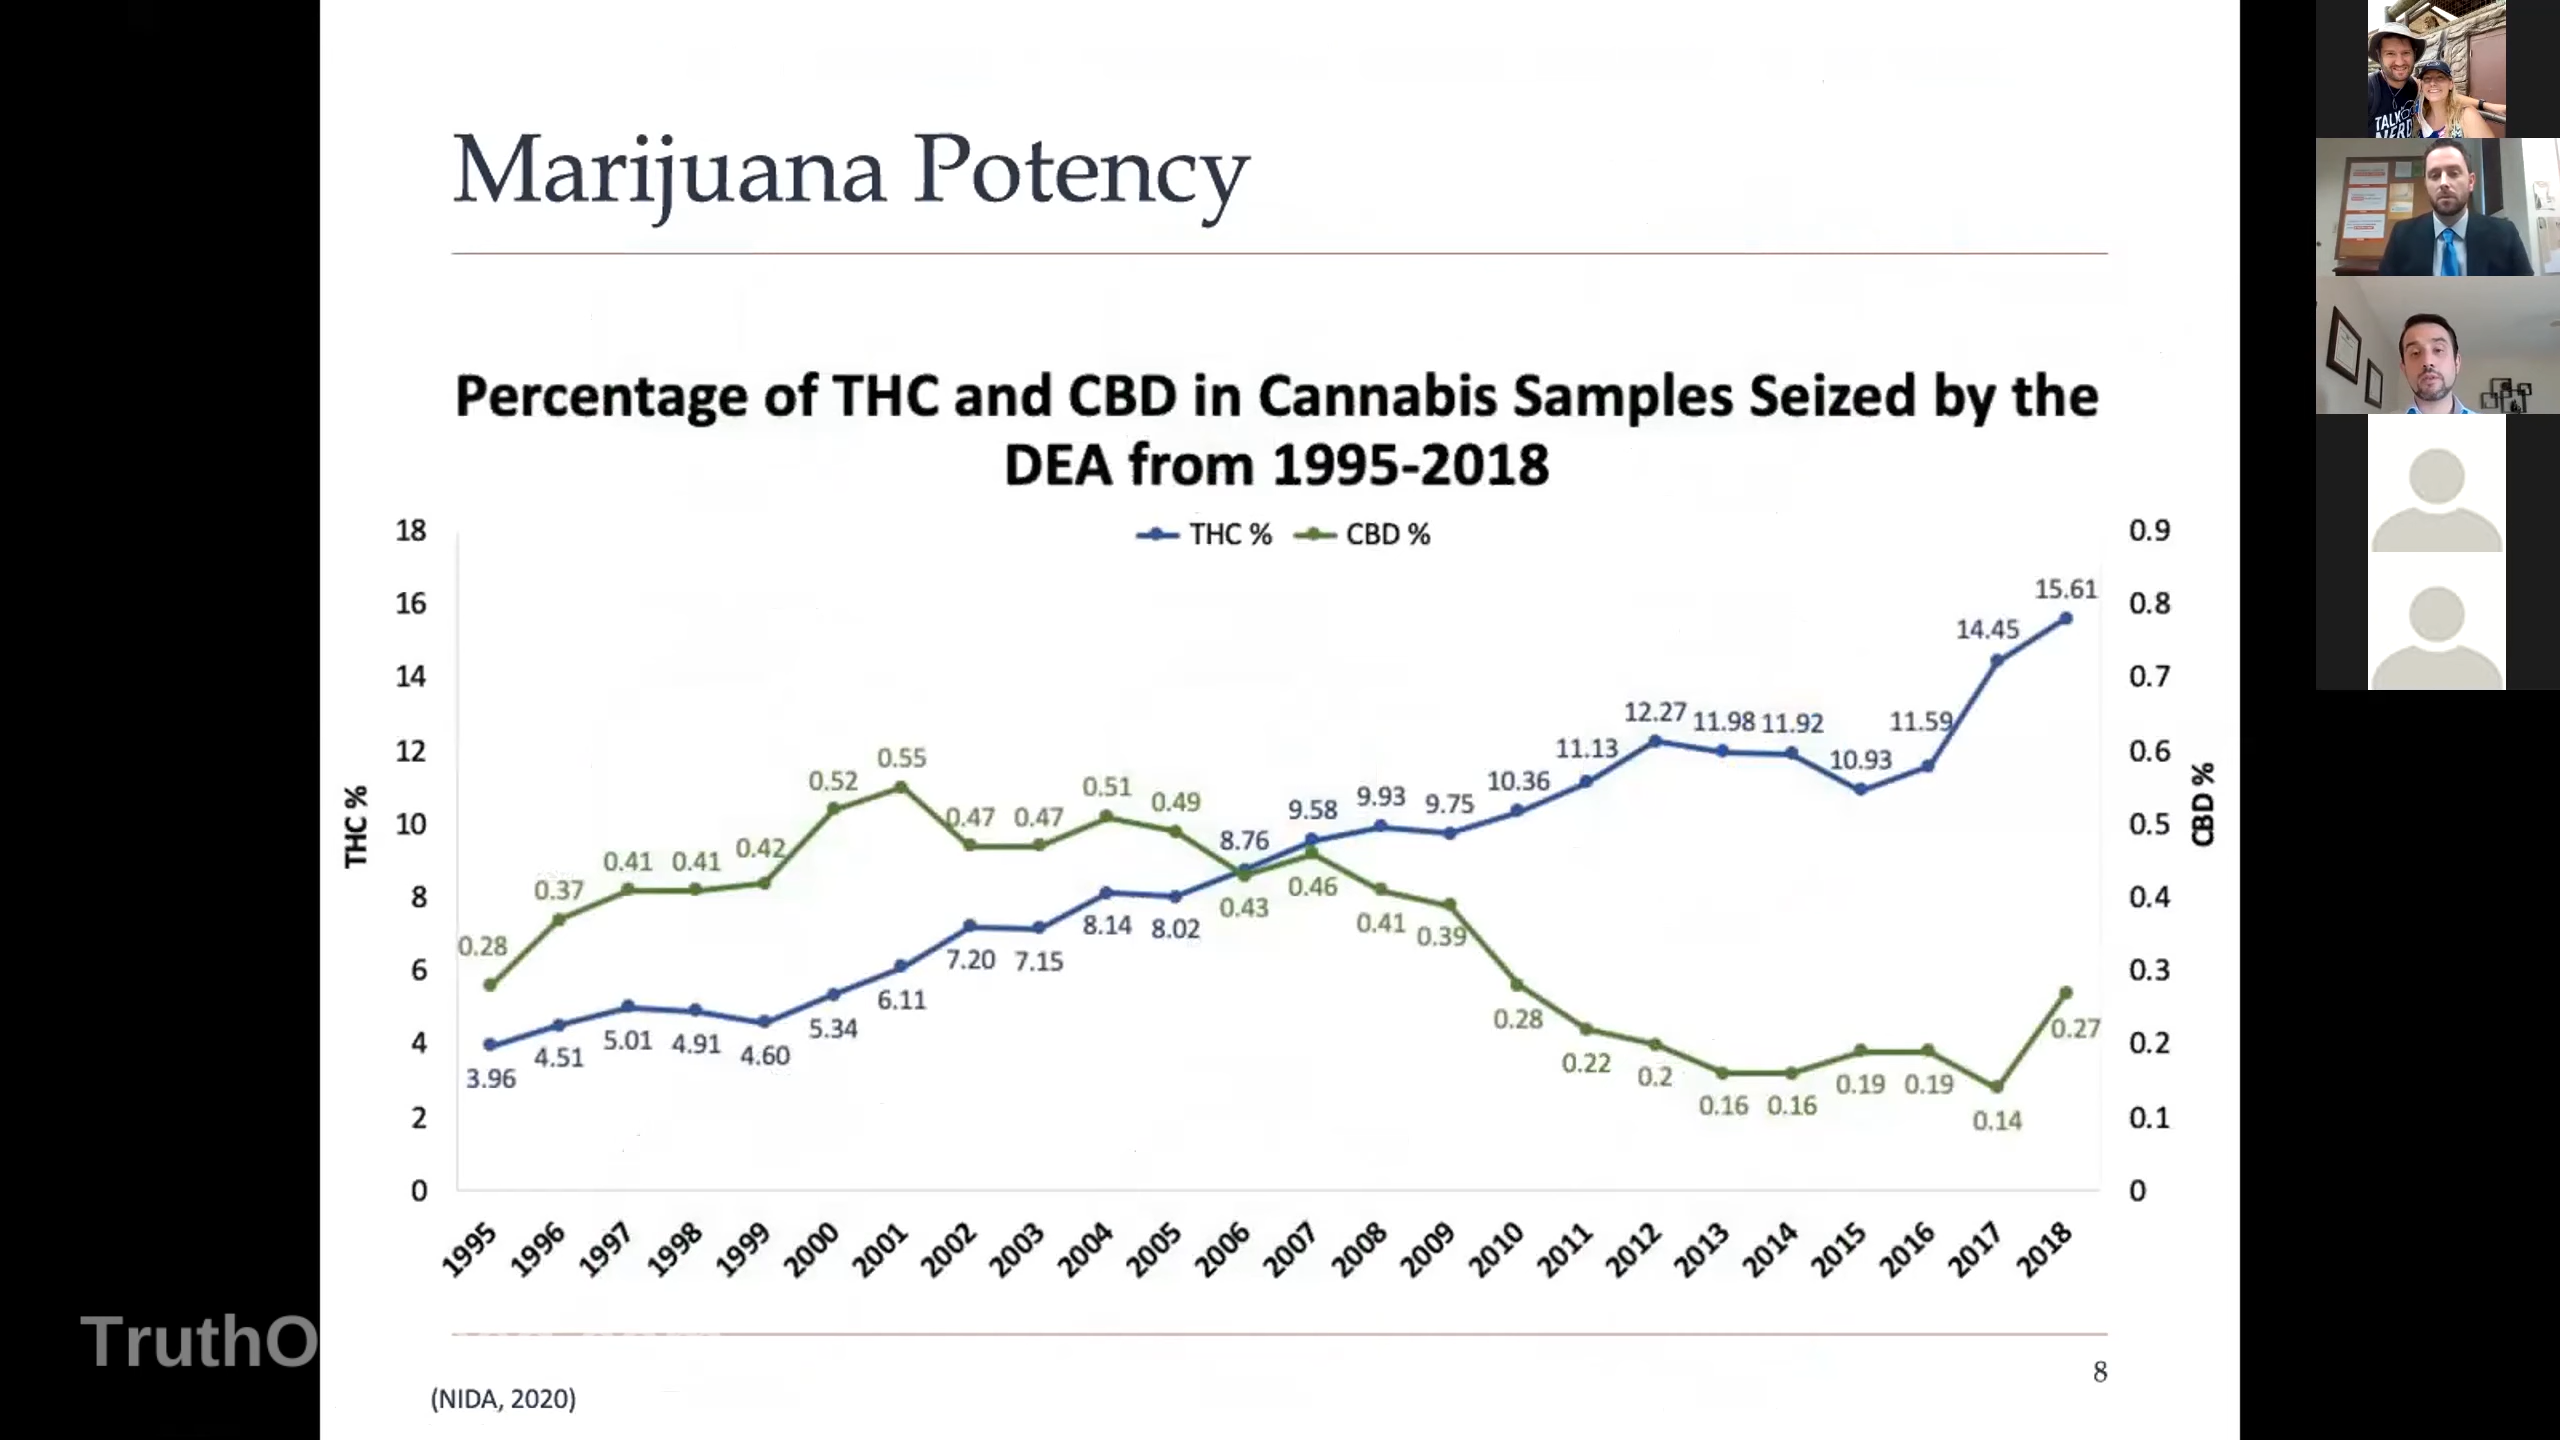 Marijuana Potency
Percentage of THC and CBD in Cannabis Samples Seized by the
DEA from 1995-2018
THC % CBD %
18
16
14
12
10
8
6
4
2
0
THC %
0.9
0.8
0.7
0.6
0.5
0.4
0.3
0.2
0.1
0
CBD %
0.28 0.37 0.41 0.41 0.42 0.52 0.55 0.47 0.47 0.51 0.49 0.43 0.46 0.41 0.39 0.28 0.22 0.2 0.16 0.16 0.19 0.19 0.14 0.27
3.96 4.51 5.01 4.91 4.60 5.34 6.11 7.20 7.15 8.14 8.02 8.76 9.58 9.93 9.75 10.36 11.13 12.27 11.98 11.92 10.93 11.59 14.45 15.61
1995 1996 1997 1998 1999 2000 2001 2002 2003 2004 2005 2006 2007 2008 2009 2010 2011 2012 2013 2014 2015 2016 2017 2018
TruthO
8
(NIDA, 2020)
TALK
NERD